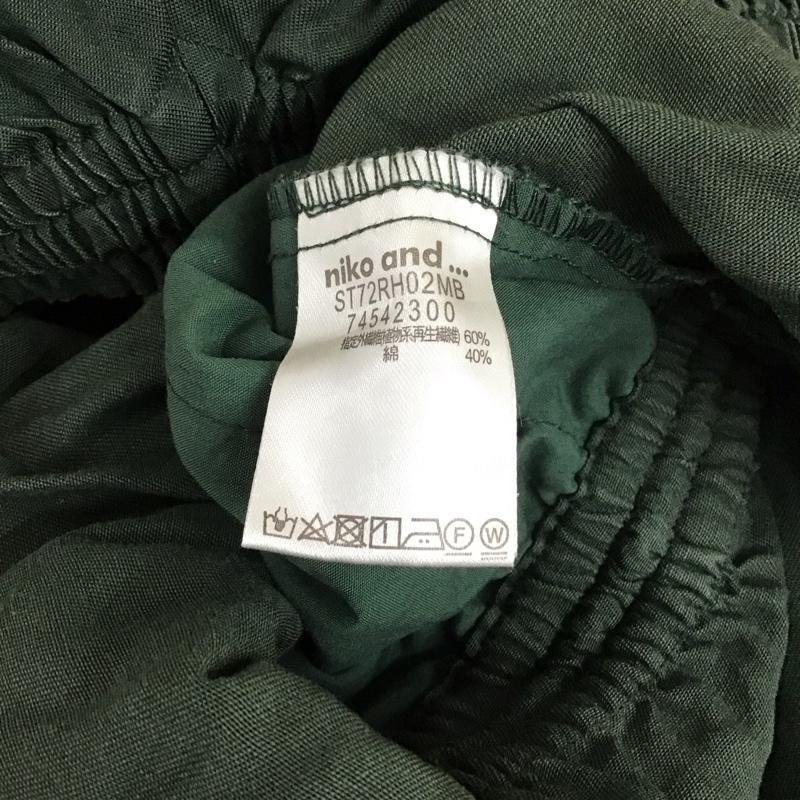 niko and ...
ST72RH02MB
74542300
指定外繊維(植物系再生繊維) 60%
綿 40%
F W